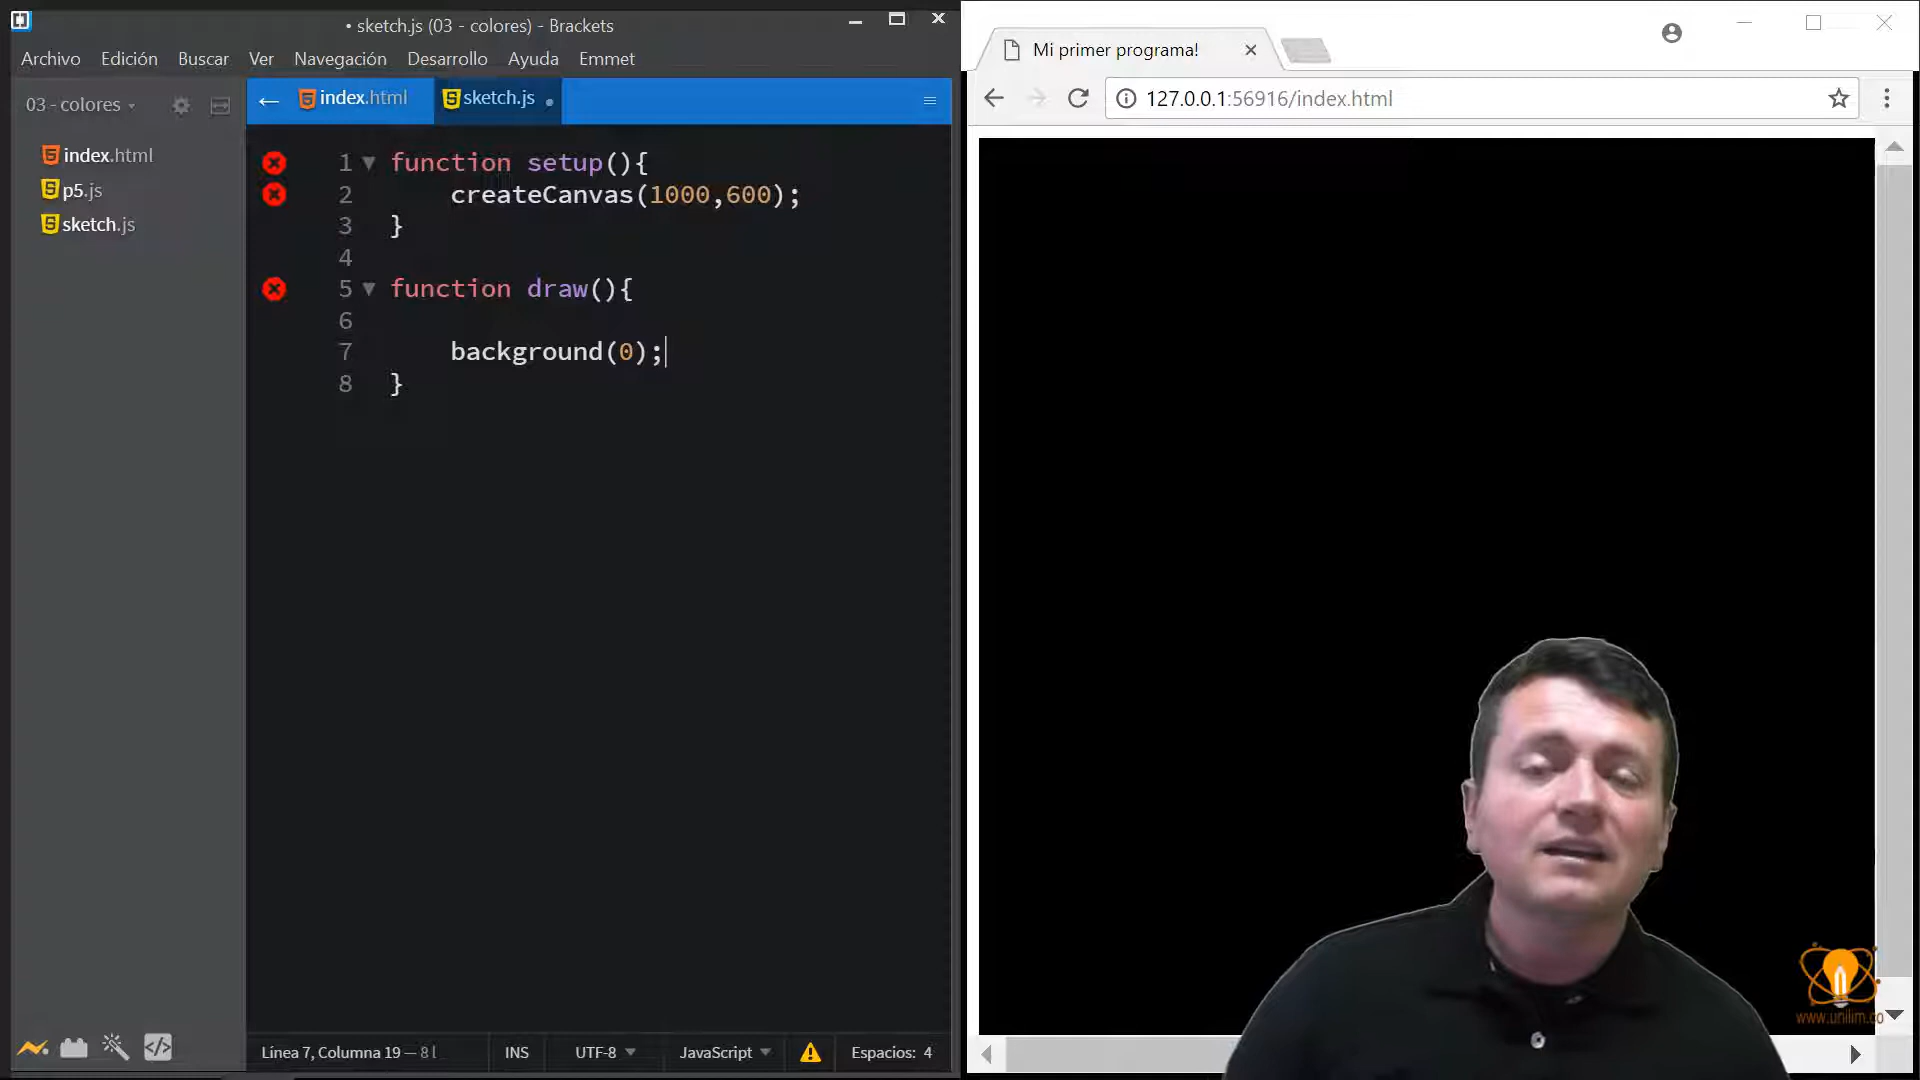 • sketch.js (03 - colores) - Brackets
Archivo Edición Buscar Ver Navegación Desarrollo Ayuda Emmet
03 - colores
index.html
p5.js
sketch.js
index.html
sketch.js
1 function setup(){
2 createCanvas(1000,600);
3 }
4
5 function draw(){
6
7 background(0);
8 }
Línea 7, Columna 19 — 8 l
INS
UTF-8
JavaScript
Espacios: 4
Mi primer programa!
127.0.0.1:56916/index.html
www.unilim.co